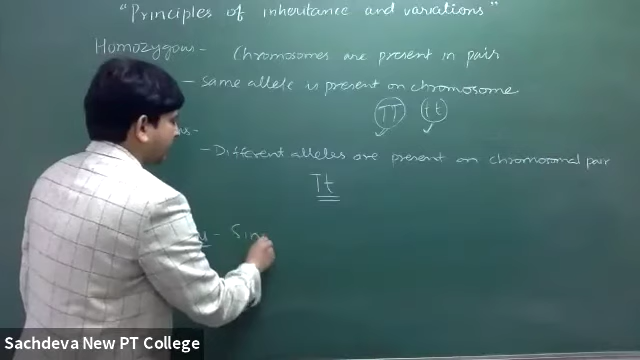 "Principles of inheritance and variations"
Homozygous - Chromosomes are present in pair
- Same allele is present on chromosome
TT tt
- Different alleles are present on chromosomal pair
Tt
- Sin
Sachdeva New PT College